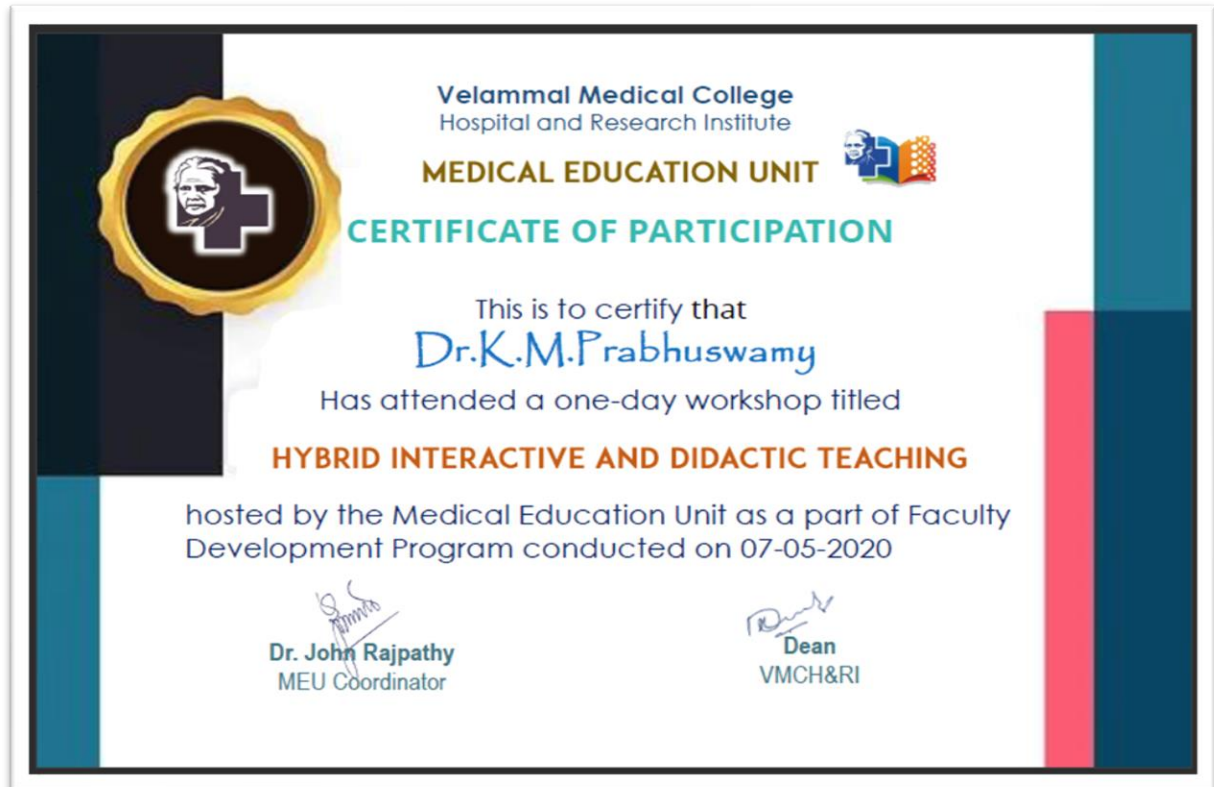 Velammal Medical College
Hospital and Research Institute
MEDICAL EDUCATION UNIT
CERTIFICATE OF PARTICIPATION
This is to certify that
Dr.K.M.Prabhuswamy
Has attended a one-day workshop titled
HYBRID INTERACTIVE AND DIDACTIC TEACHING
hosted by the Medical Education Unit as a part of Faculty
Development Program conducted on 07-05-2020
Dr. John Rajpathy
MEU Coordinator
Dean
VMCH&RI